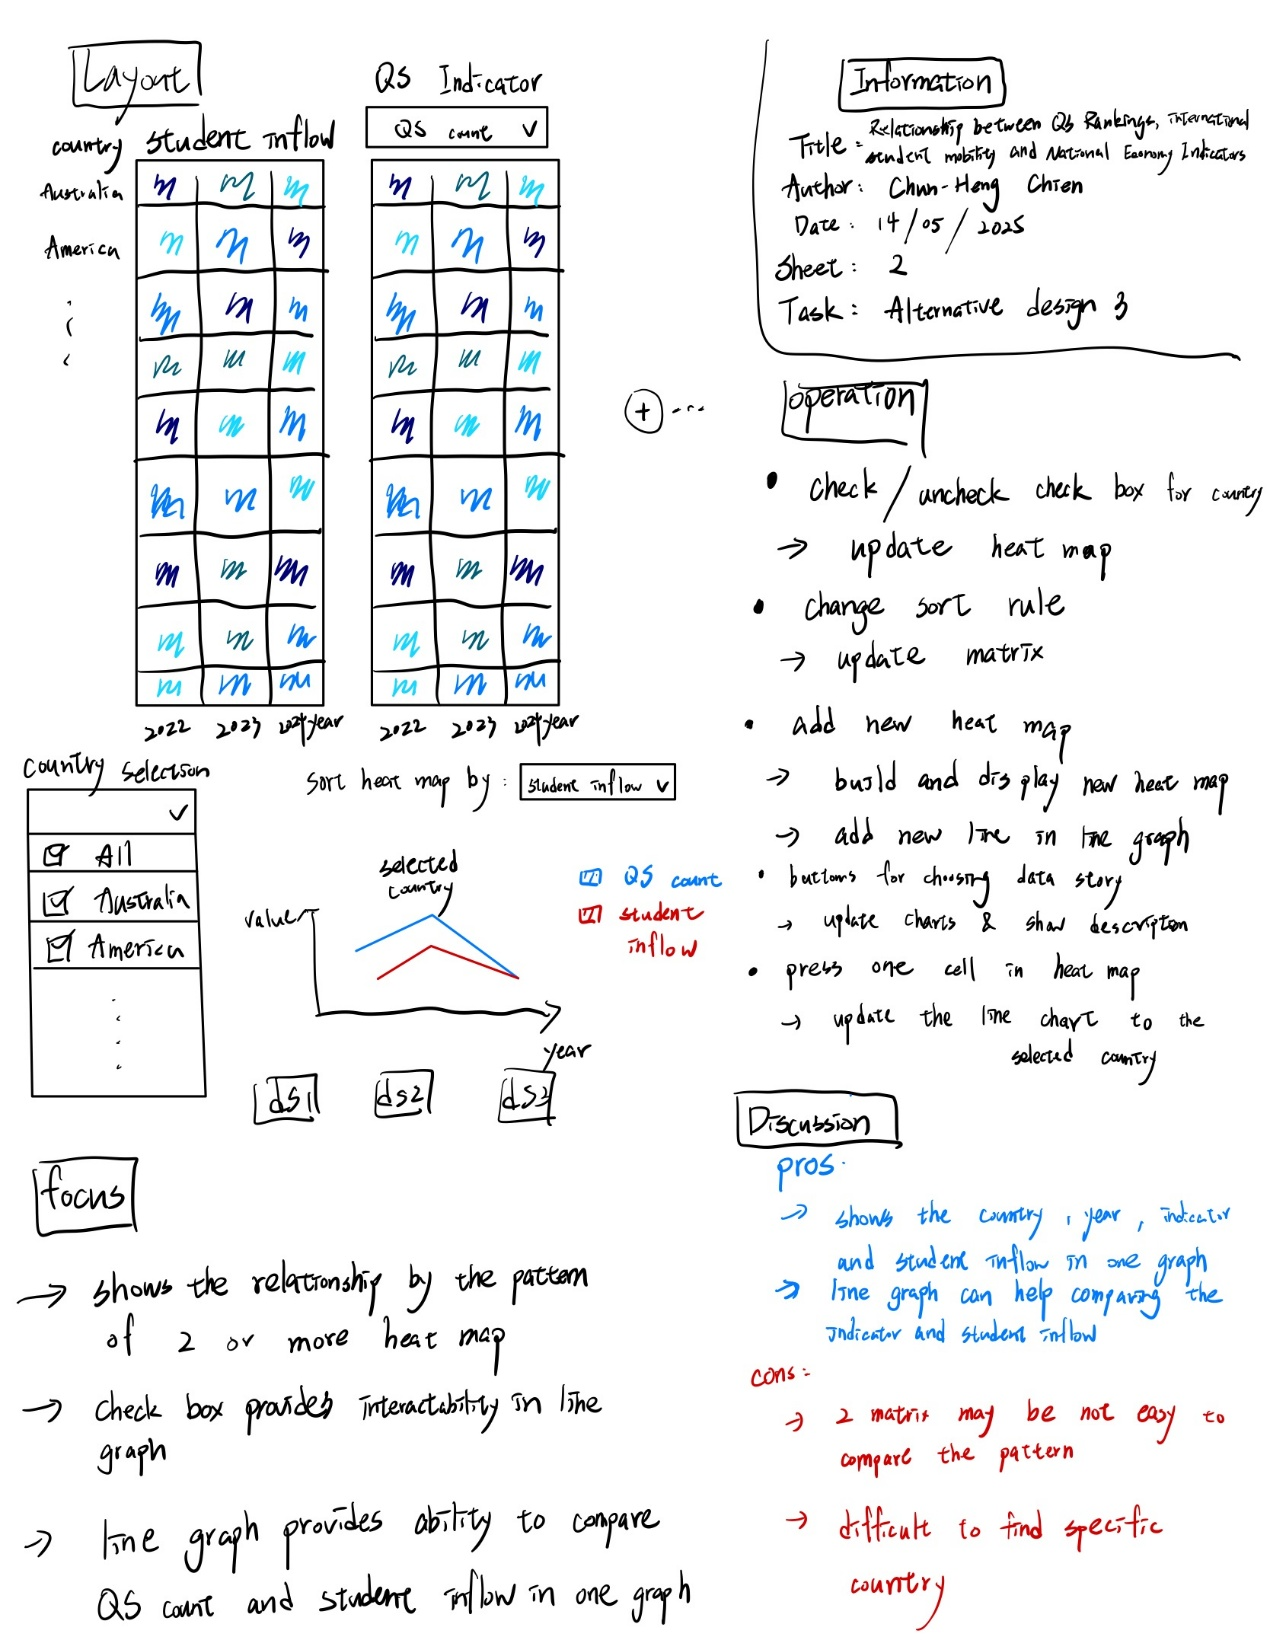 Layout
QS Indicator
QS count
country student inflow
Australia
America
2022 2023 2024 year
2022 2023 2024 year
country selection
All
Australia
America
sort heat map by: student inflow
selected
country
value
year
QS count
student
inflow
ds1 ds2 ds3
focus
→ shows the relationship by the pattern
of 2 or more heat map
→ check box provides interactability in line
graph
→ line graph provides ability to compare
QS count and student inflow in one graph
Information
Title: Relationship between QS Rankings, international
student mobility and National Economy Indicators
Author: Chun-Heng Chien
Date: 14/05/2025
Sheet: 2
Task: Alternative design 3
+ ...
operation
• check / uncheck check box for country
→ update heat map
• change sort rule
→ update matrix
• add new heat map
→ build and display new heat map
→ add new line in line graph
• buttons for choosing data story
→ update charts & show description
• press one cell in heat map
→ update the line chart to the
selected country
Discussion
pros:
→ shows the country, year, indicator
and student inflow in one graph
→ line graph can help comparing the
indicator and student inflow
cons:
→ 2 matrix may be not easy to
compare the pattern
→ difficult to find specific
country